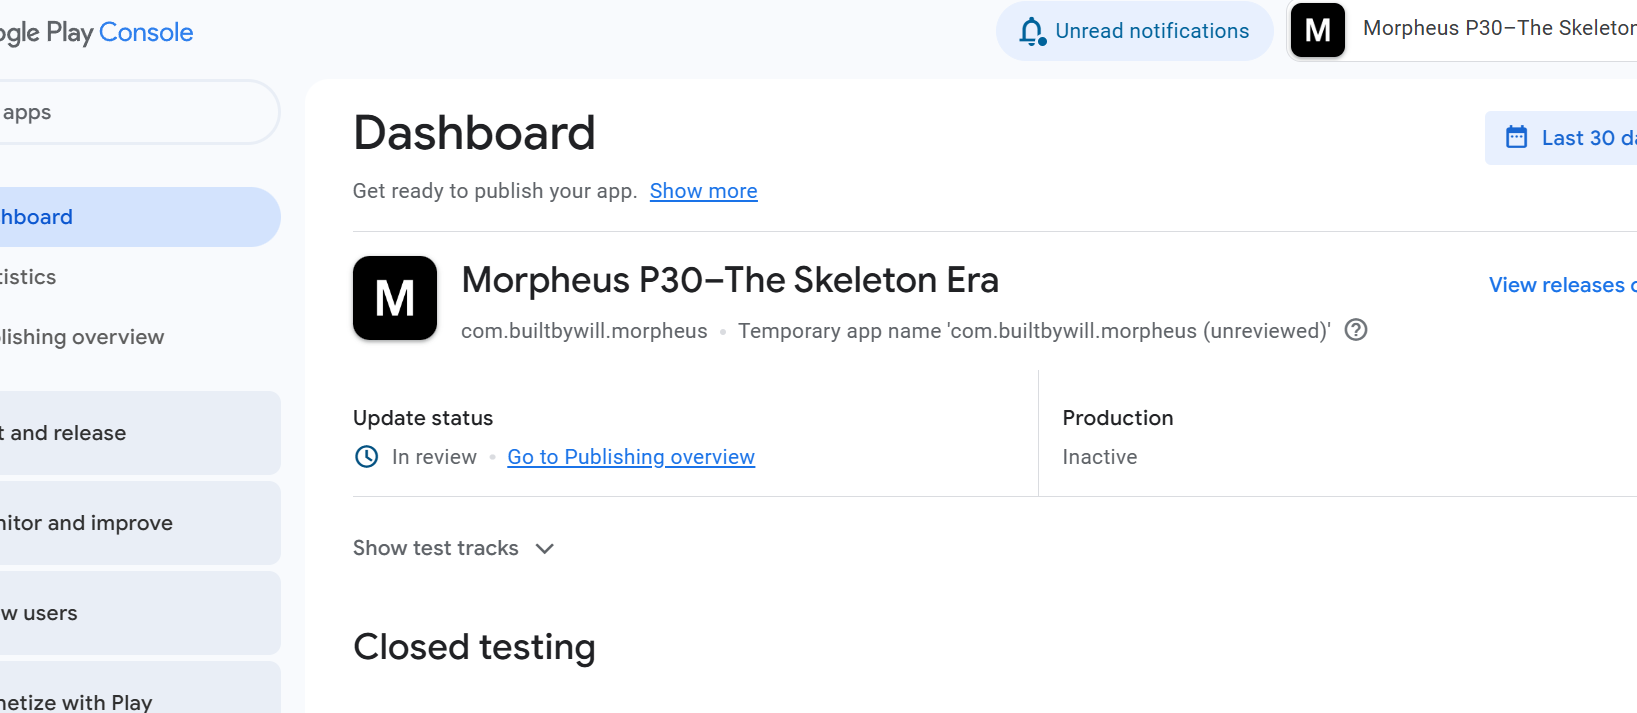 ogle Play Console
Unread notifications
M
Morpheus P30–The Skeleton
apps
Dashboard
Last 30 da
Get ready to publish your app. Show more
hboard
tistics
lishing overview
M
Morpheus P30–The Skeleton Era
View releases o
com.builtbywill.morpheus • Temporary app name 'com.builtbywill.morpheus (unreviewed)'
t and release
Update status
In review • Go to Publishing overview
Production
Inactive
nitor and improve
Show test tracks
w users
Closed testing
netize with Play